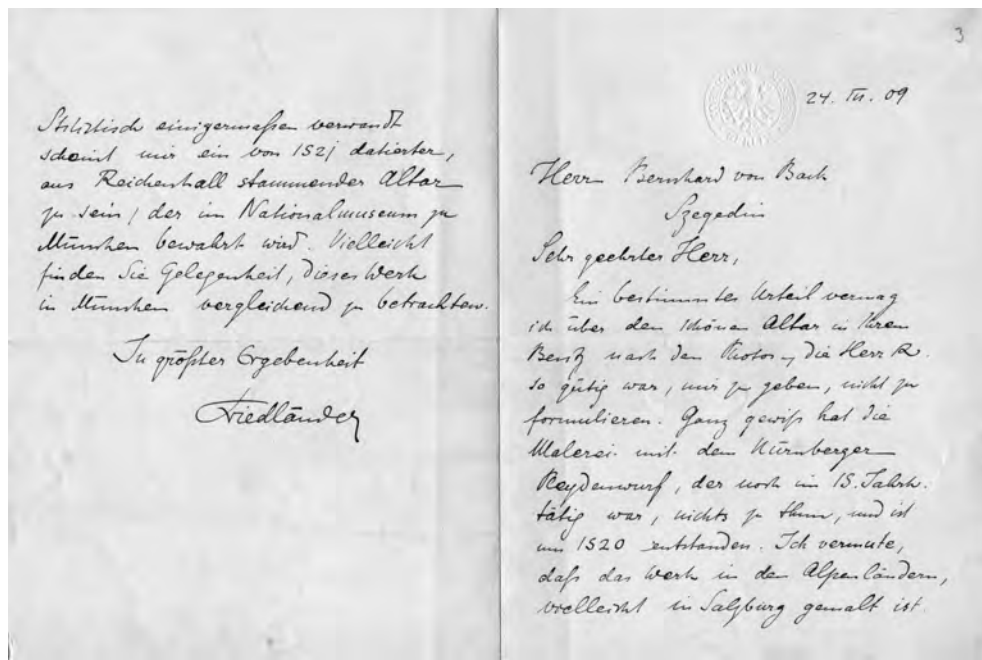 3
24. III. 09
Herrn Bernhard von Back
Szegedin
Sehr geehrter Herr,
Ein bestimmtes Urteil vermag
ich über den schönen Altar in Ihrem
Besitz nach den Photos, die Herr R.
so gütig war, mir zu geben, nicht zu
formulieren. Ganz gewiß hat die
Malerei mit dem Nürnberger
Pleydenwurf, der noch im 15. Jahrh.
tätig war, nichts zu thun, und ist
um 1520 entstanden. Ich vermute,
daß das Werk in den Alpenländern,
vielleicht in Salzburg gemalt ist.
Stilistisch einigermaßen verwandt
scheint mir ein von 1521 datierter,
aus Reichenhall stammender Altar
zu sein, der im Nationalmuseum zu
München bewahrt wird. Vielleicht
finden Sie Gelegenheit, dieses Werk
in München vergleichend zu betrachten.
In größter Ergebenheit
Friedländer